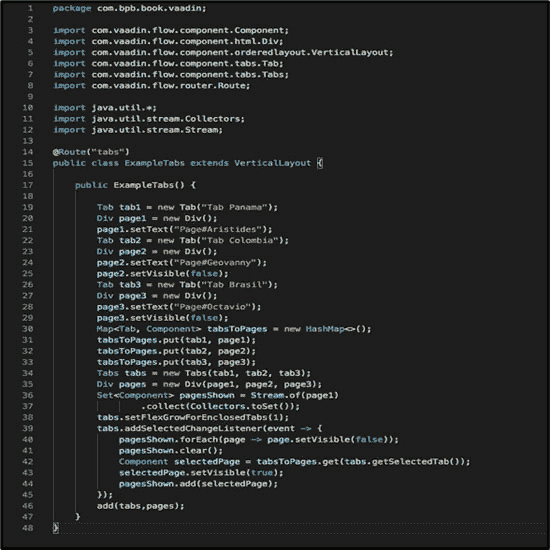 1 package com.bpb.book.vaadin;
2
3 import com.vaadin.flow.component.Component;
4 import com.vaadin.flow.component.html.Div;
5 import com.vaadin.flow.component.orderedlayout.VerticalLayout;
6 import com.vaadin.flow.component.tabs.Tab;
7 import com.vaadin.flow.component.tabs.Tabs;
8 import com.vaadin.flow.router.Route;
9
10 import java.util.*;
11 import java.util.stream.Collectors;
12 import java.util.stream.Stream;
13
14 @Route("tabs")
15 public class ExampleTabs extends VerticalLayout {
16
17 public ExampleTabs() {
18
19 Tab tab1 = new Tab("Tab Panama");
20 Div page1 = new Div();
21 page1.setText("Page#Aristides");
22 Tab tab2 = new Tab("Tab Colombia");
23 Div page2 = new Div();
24 page2.setText("Page#Geovanny");
25 page2.setVisible(false);
26 Tab tab3 = new Tab("Tab Brasil");
27 Div page3 = new Div();
28 page3.setText("Page#Octavio");
29 page3.setVisible(false);
30 Map<Tab, Component> tabsToPages = new HashMap<>();
31 tabsToPages.put(tab1, page1);
32 tabsToPages.put(tab2, page2);
33 tabsToPages.put(tab3, page3);
34 Tabs tabs = new Tabs(tab1, tab2, tab3);
35 Div pages = new Div(page1, page2, page3);
36 Set<Component> pagesShown = Stream.of(page1)
37 .collect(Collectors.toSet());
38 tabs.setFlexGrowForEnclosedTabs(1);
39 tabs.addSelectedChangeListener(event -> {
40 pagesShown.forEach(page -> page.setVisible(false));
41 pagesShown.clear();
42 Component selectedPage = tabsToPages.get(tabs.getSelectedTab());
43 selectedPage.setVisible(true);
44 pagesShown.add(selectedPage);
45 });
46 add(tabs,pages);
47 }
48 }